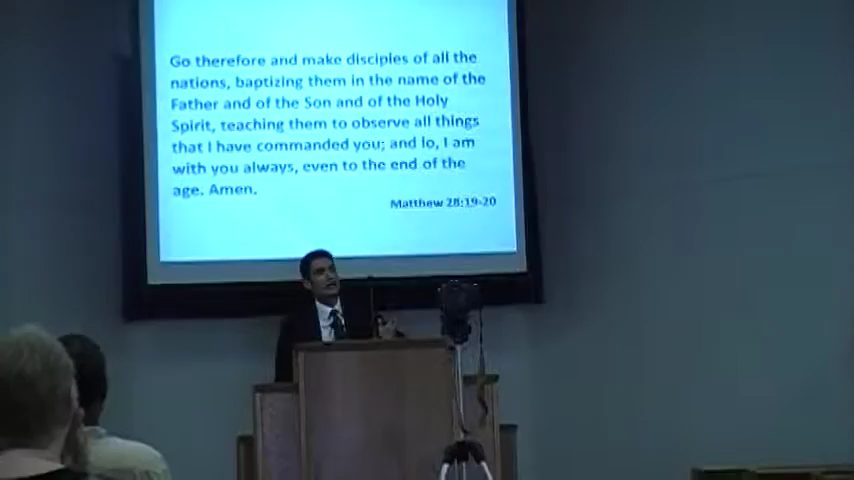 Go therefore and make disciples of all the
nations, baptizing them in the name of the
Father and of the Son and of the Holy
Spirit, teaching them to observe all things
that I have commanded you; and lo, I am
with you always, even to the end of the
age. Amen.
Matthew 28:19-20